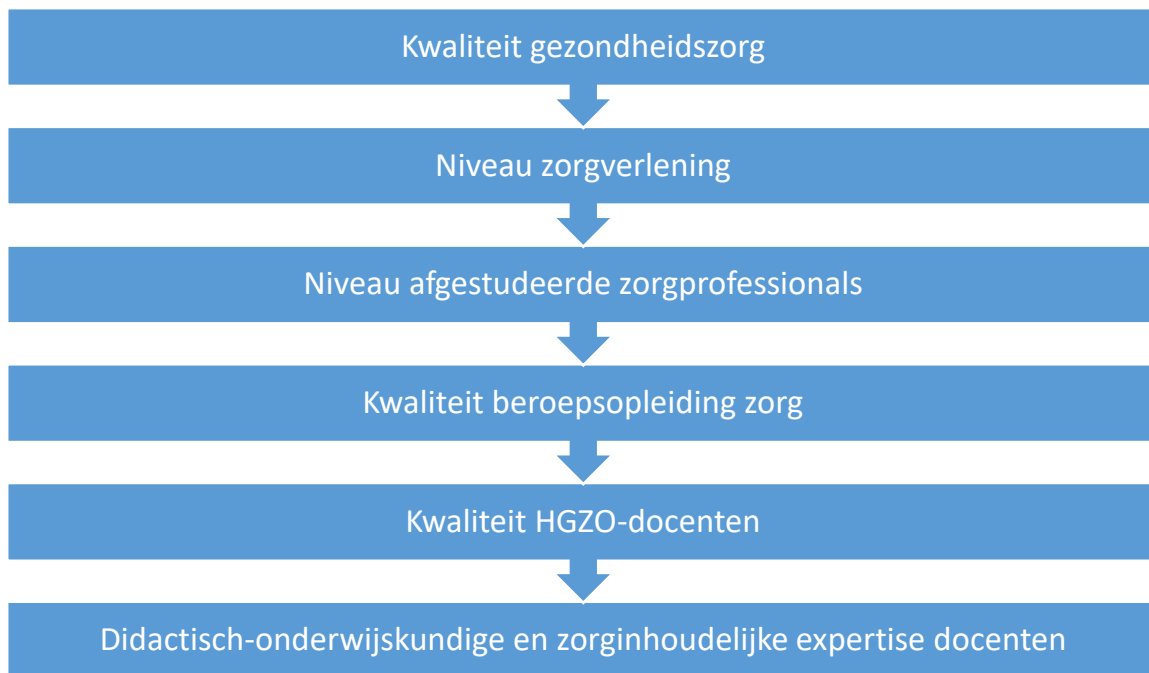 Kwaliteit gezondheidszorg
Niveau zorgverlening
Niveau afgestudeerde zorgprofessionals
Kwaliteit beroepsopleiding zorg
Kwaliteit HGZO-docenten
Didactisch-onderwijskundige en zorginhoudelijke expertise docenten